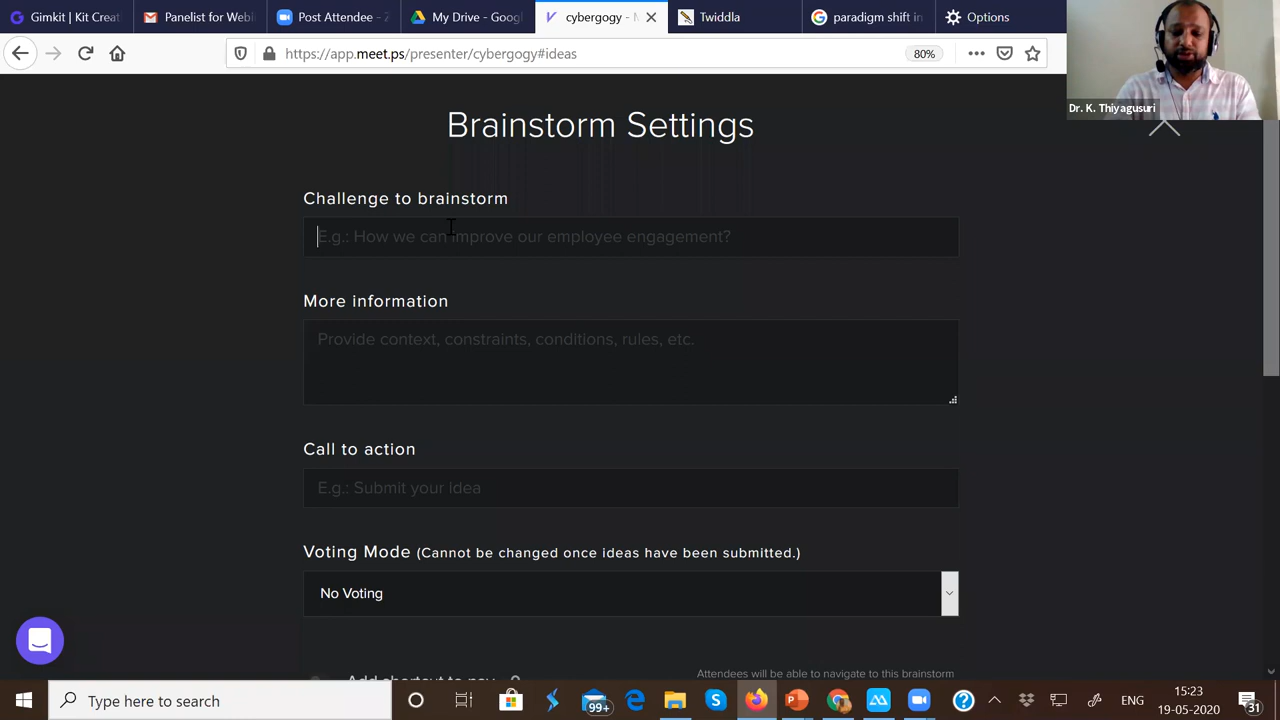 Gimkit | Kit Creat
Panelist for Webi
Post Attendee - Z
My Drive - Googl
cybergogy - M
Twiddla
paradigm shift in
Options
https://app.meet.ps/presenter/cybergogy#ideas
80%
Dr. K. Thiyagusuri
Brainstorm Settings
Challenge to brainstorm
E.g.: How we can improve our employee engagement?
More information
Provide context, constraints, conditions, rules, etc.
Call to action
E.g.: Submit your idea
Voting Mode (Cannot be changed once ideas have been submitted.)
No Voting
Attendees will be able to navigate to this brainstorm
Add shortcut to nav
Type here to search
99+
ENG
15:23
19-05-2020
31